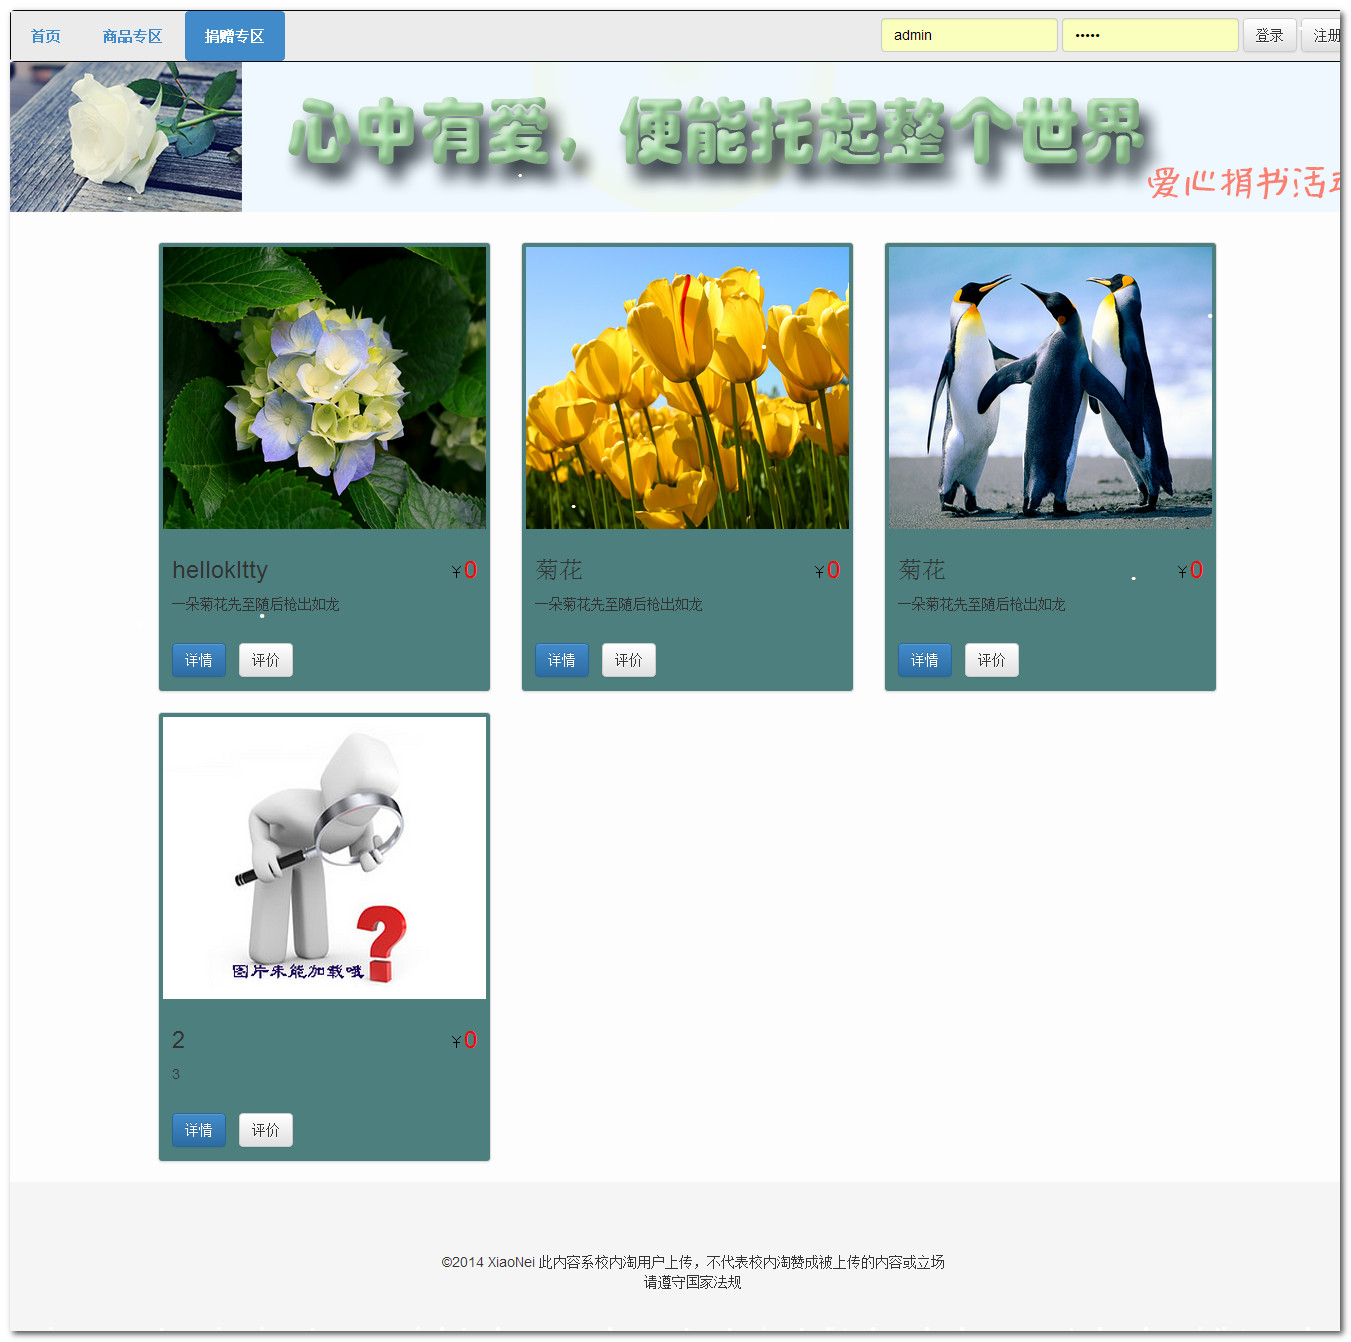 首页 商品专区 捐赠专区 admin ••••• 登录 注册
心中有爱，便能托起整个世界
爱心捐书活动
hellokItty ¥0 菊花 ¥0 菊花 ¥0
一朵菊花先至随后枪出如龙 一朵菊花先至随后枪出如龙 一朵菊花先至随后枪出如龙
详情 评价 详情 评价 详情 评价
图片未能加载哦
2 ¥0
3
详情 评价
©2014 XiaoNei 此内容系校内淘用户上传，不代表校内淘赞成被上传的内容或立场
请遵守国家法规